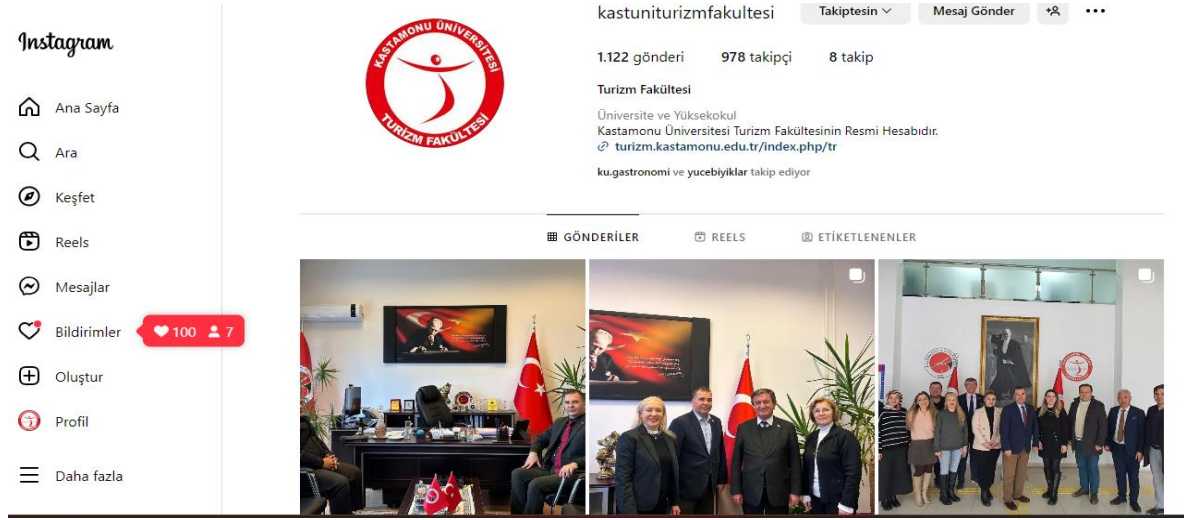 Instagram
Ana Sayfa
Ara
Keşfet
Reels
Mesajlar
Bildirimler
100 7
Oluştur
Profil
Daha fazla
KASTAMONU ÜNİVERSİTESİ
TURİZM FAKÜLTESİ
kastuniturizmfakultesi Takiptesin Mesaj Gönder
1.122 gönderi 978 takipçi 8 takip
Turizm Fakültesi
Üniversite ve Yüksekokul
Kastamonu Üniversitesi Turizm Fakültesinin Resmi Hesabıdır.
turizm.kastamonu.edu.tr/index.php/tr
ku.gastronomi ve yucebiyiklar takip ediyor
GÖNDERİLER REELS ETİKETLENENLER